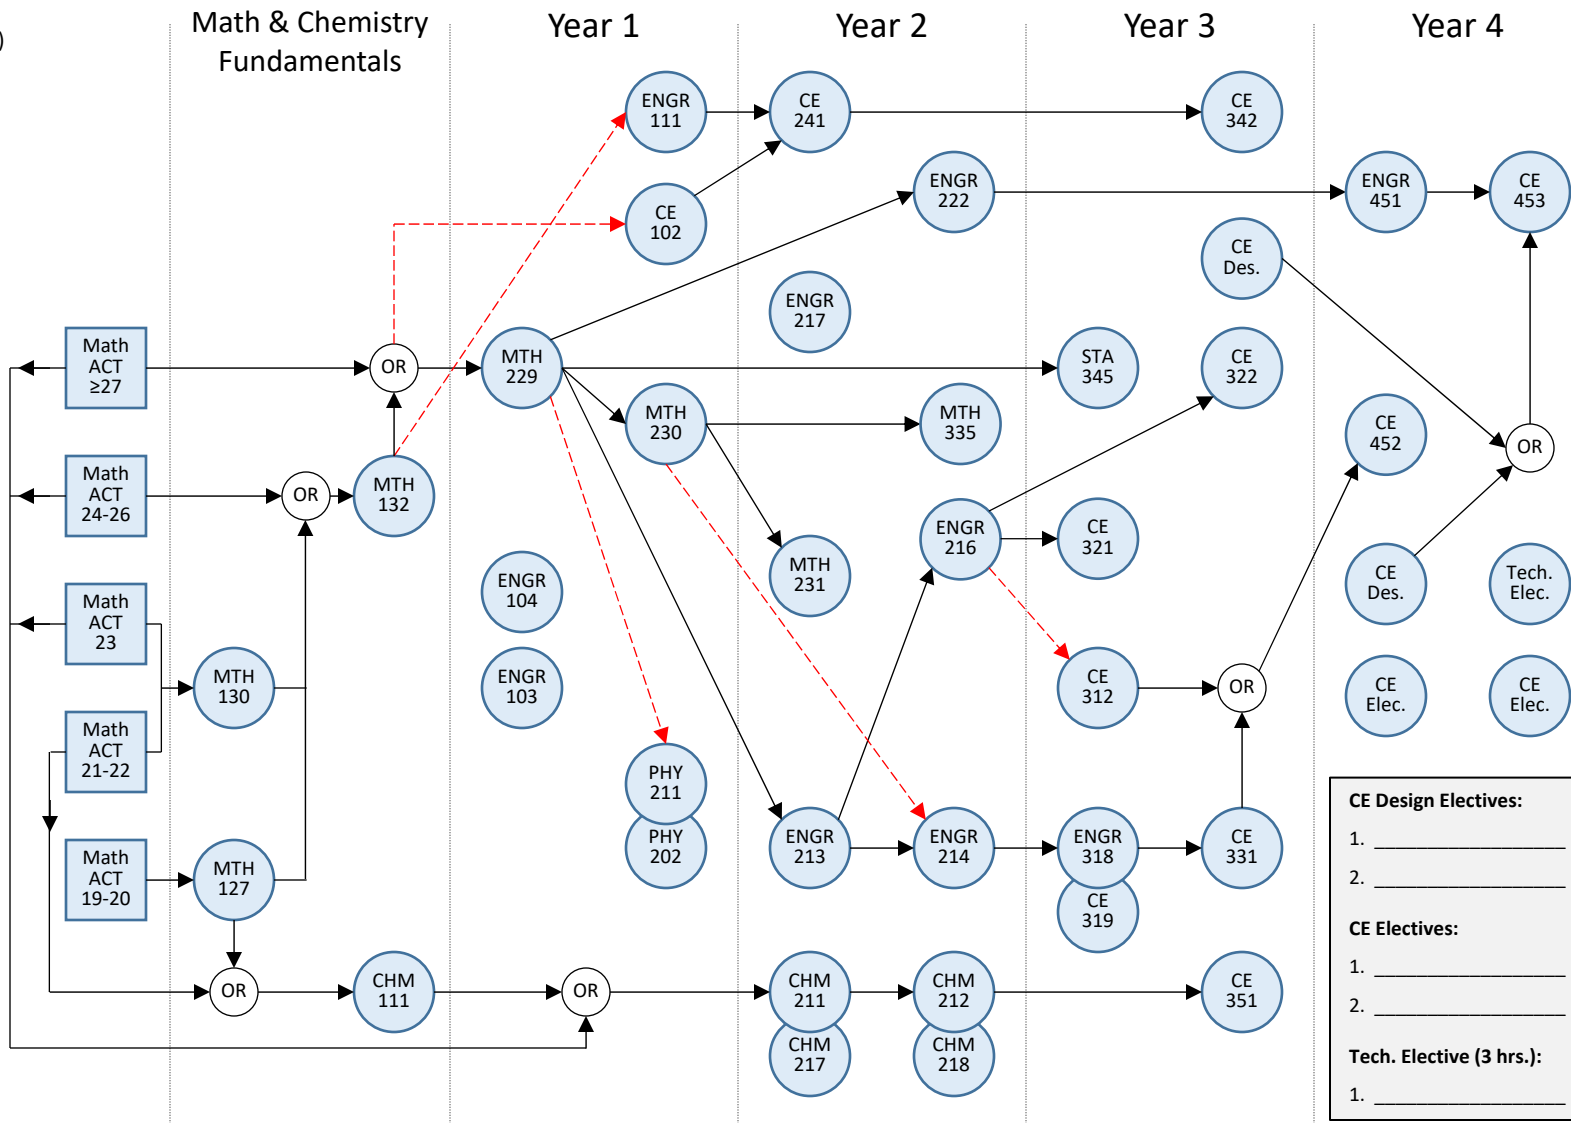 )
Math & Chemistry
Fundamentals
Year 1
Year 2
Year 3
Year 4
Math
ACT
≥27
Math
ACT
24-26
Math
ACT
23
Math
ACT
21-22
Math
ACT
19-20
OR
OR
MTH
132
MTH
130
MTH
127
OR
CHM
111
ENGR
111
CE
102
MTH
229
MTH
230
ENGR
104
ENGR
103
PHY
211
PHY
202
OR
CE
241
ENGR
222
ENGR
217
MTH
335
ENGR
216
MTH
231
ENGR
213
ENGR
214
CHM
211
CHM
217
CHM
212
CHM
218
CE
342
CE
Des.
STA
345
CE
322
CE
321
CE
312
OR
ENGR
318
CE
319
CE
331
CE
351
ENGR
451
CE
453
CE
452
OR
CE
Des.
Tech.
Elec.
CE
Elec.
CE
Elec.
CE Design Electives:
1. __________________
2. __________________
CE Electives:
1. __________________
2. __________________
Tech. Elective (3 hrs.):
1. __________________